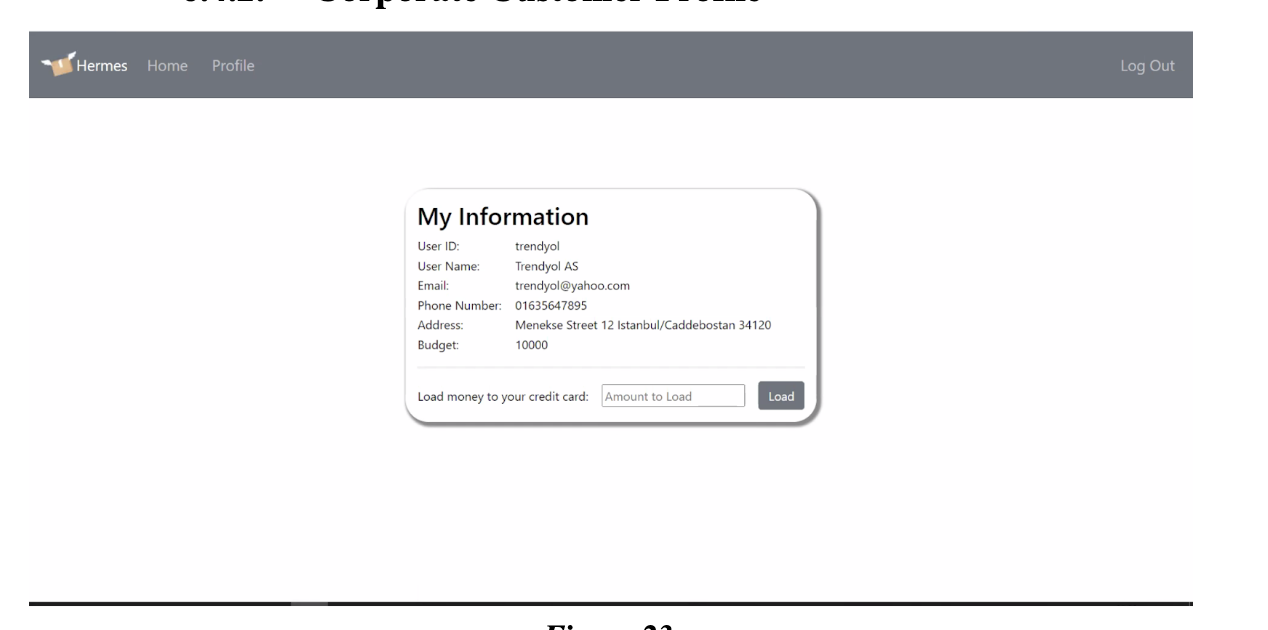 Corporate Customer Profile
Hermes Home Profile Log Out
My Information
User ID: trendyol
User Name: Trendyol AS
Email: trendyol@yahoo.com
Phone Number: 01635647895
Address: Menekse Street 12 Istanbul/Caddebostan 34120
Budget: 10000
Load money to your credit card: Amount to Load Load
Figure 23